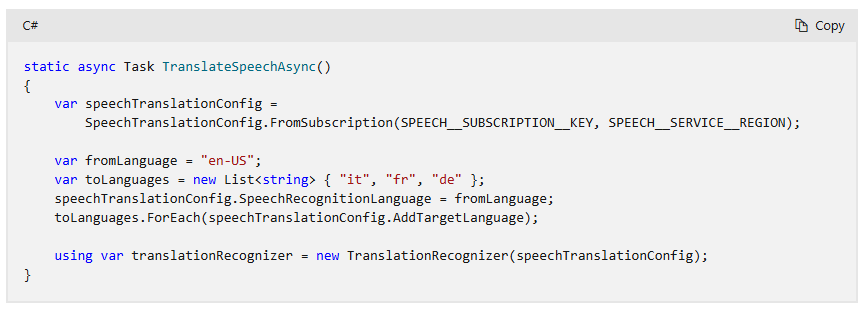 C#
Copy
static async Task TranslateSpeechAsync()
{
    var speechTranslationConfig =
        SpeechTranslationConfig.FromSubscription(SPEECH__SUBSCRIPTION__KEY, SPEECH__SERVICE__REGION);

    var fromLanguage = "en-US";
    var toLanguages = new List<string> { "it", "fr", "de" };
    speechTranslationConfig.SpeechRecognitionLanguage = fromLanguage;
    toLanguages.ForEach(speechTranslationConfig.AddTargetLanguage);

    using var translationRecognizer = new TranslationRecognizer(speechTranslationConfig);
}